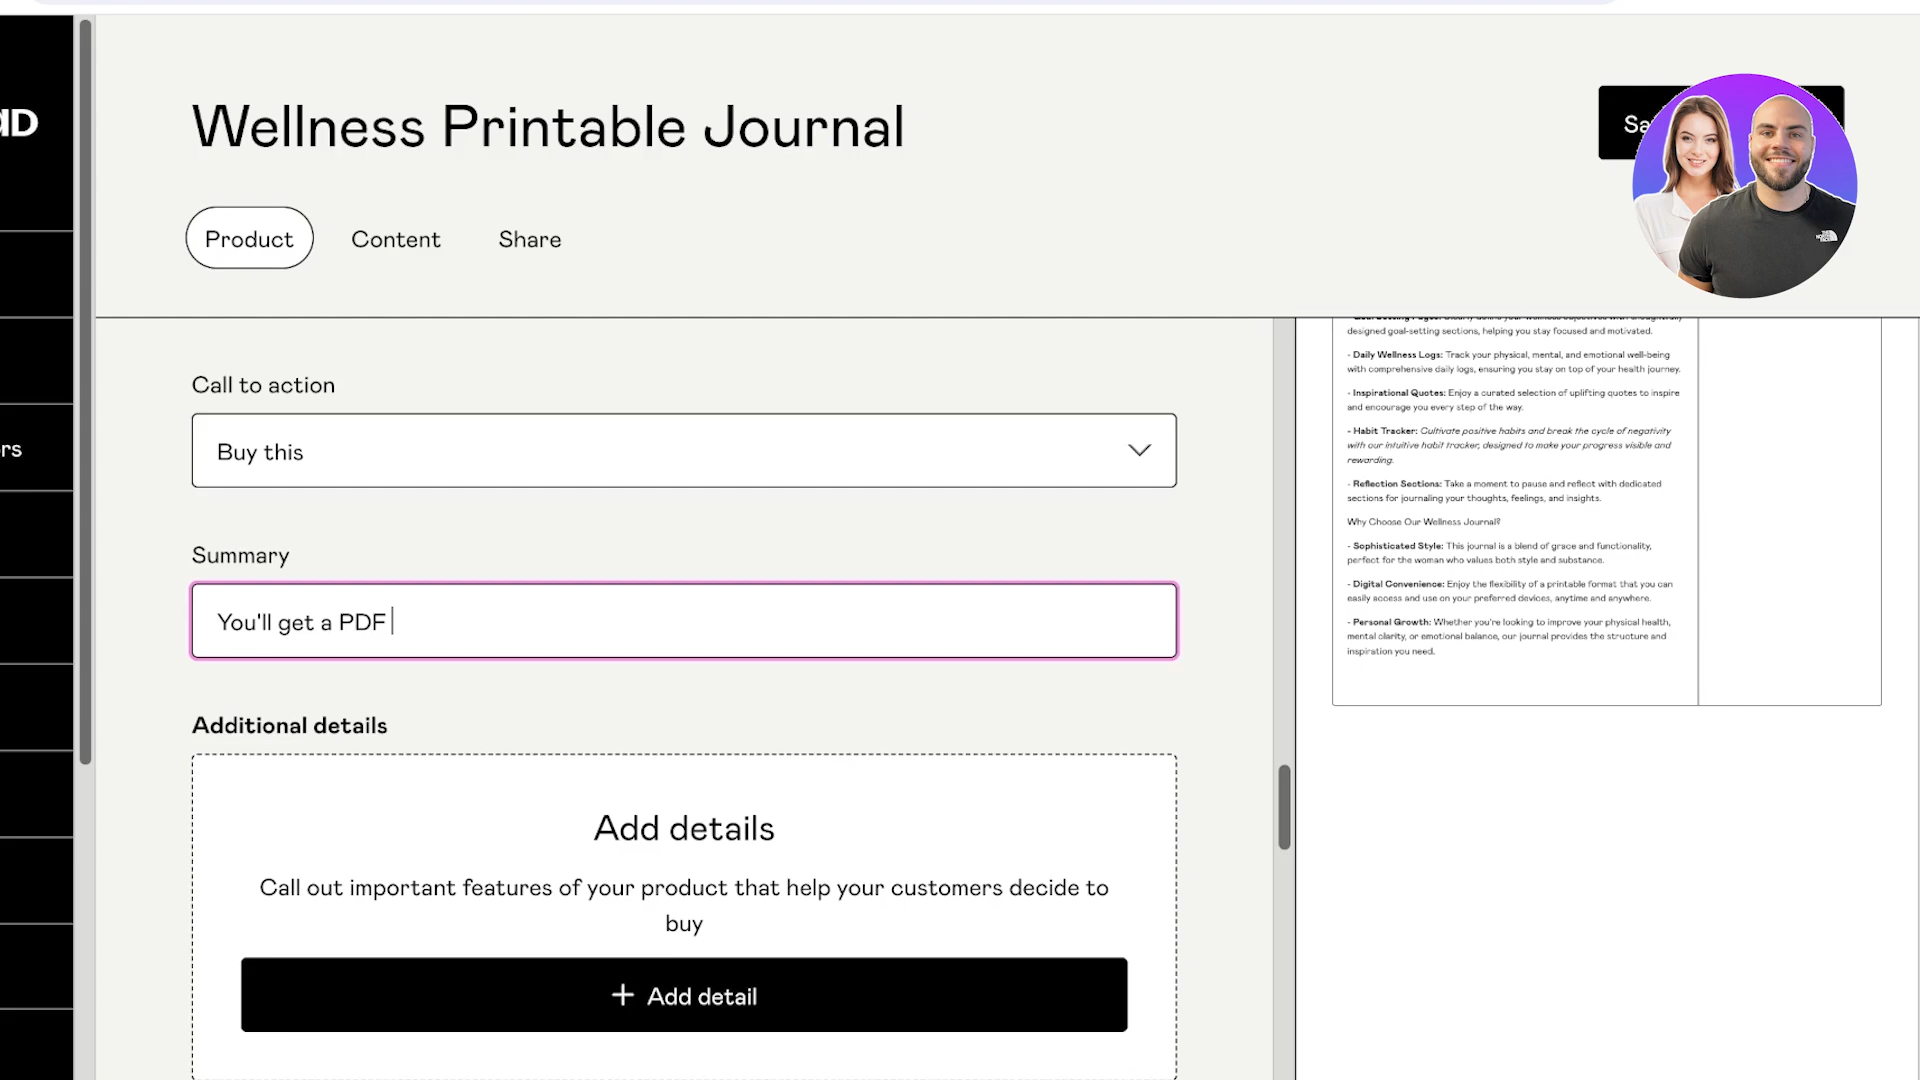 Wellness Printable Journal
Product
Content
Share
Call to action
Buy this
Summary
You'll get a PDF
Additional details
Add details
Call out important features of your product that help your customers decide to
buy
+ Add detail
designed goal-setting sections, helping you stay focused and motivated.
- Daily Wellness Logs: Track your physical, mental, and emotional well-being
with comprehensive daily logs, ensuring you stay on top of your health journey.
- Inspirational Quotes: Enjoy a curated selection of uplifting quotes to inspire
and encourage you every step of the way.
- Habit Tracker: Cultivate positive habits and break the cycle of negativity
with our intuitive habit tracker, designed to make your progress visible and
rewarding.
- Reflection Sections: Take a moment to pause and reflect with dedicated
sections for journaling your thoughts, feelings, and insights.
Why Choose Our Wellness Journal?
- Sophisticated Style: This journal is a blend of grace and functionality,
perfect for the woman who values both style and substance.
- Digital Convenience: Enjoy the flexibility of a printable format that you can
easily access and use on your preferred devices, anytime and anywhere.
- Personal Growth: Whether you're looking to improve your physical health,
mental clarity, or emotional balance, our journal provides the structure and
inspiration you need.